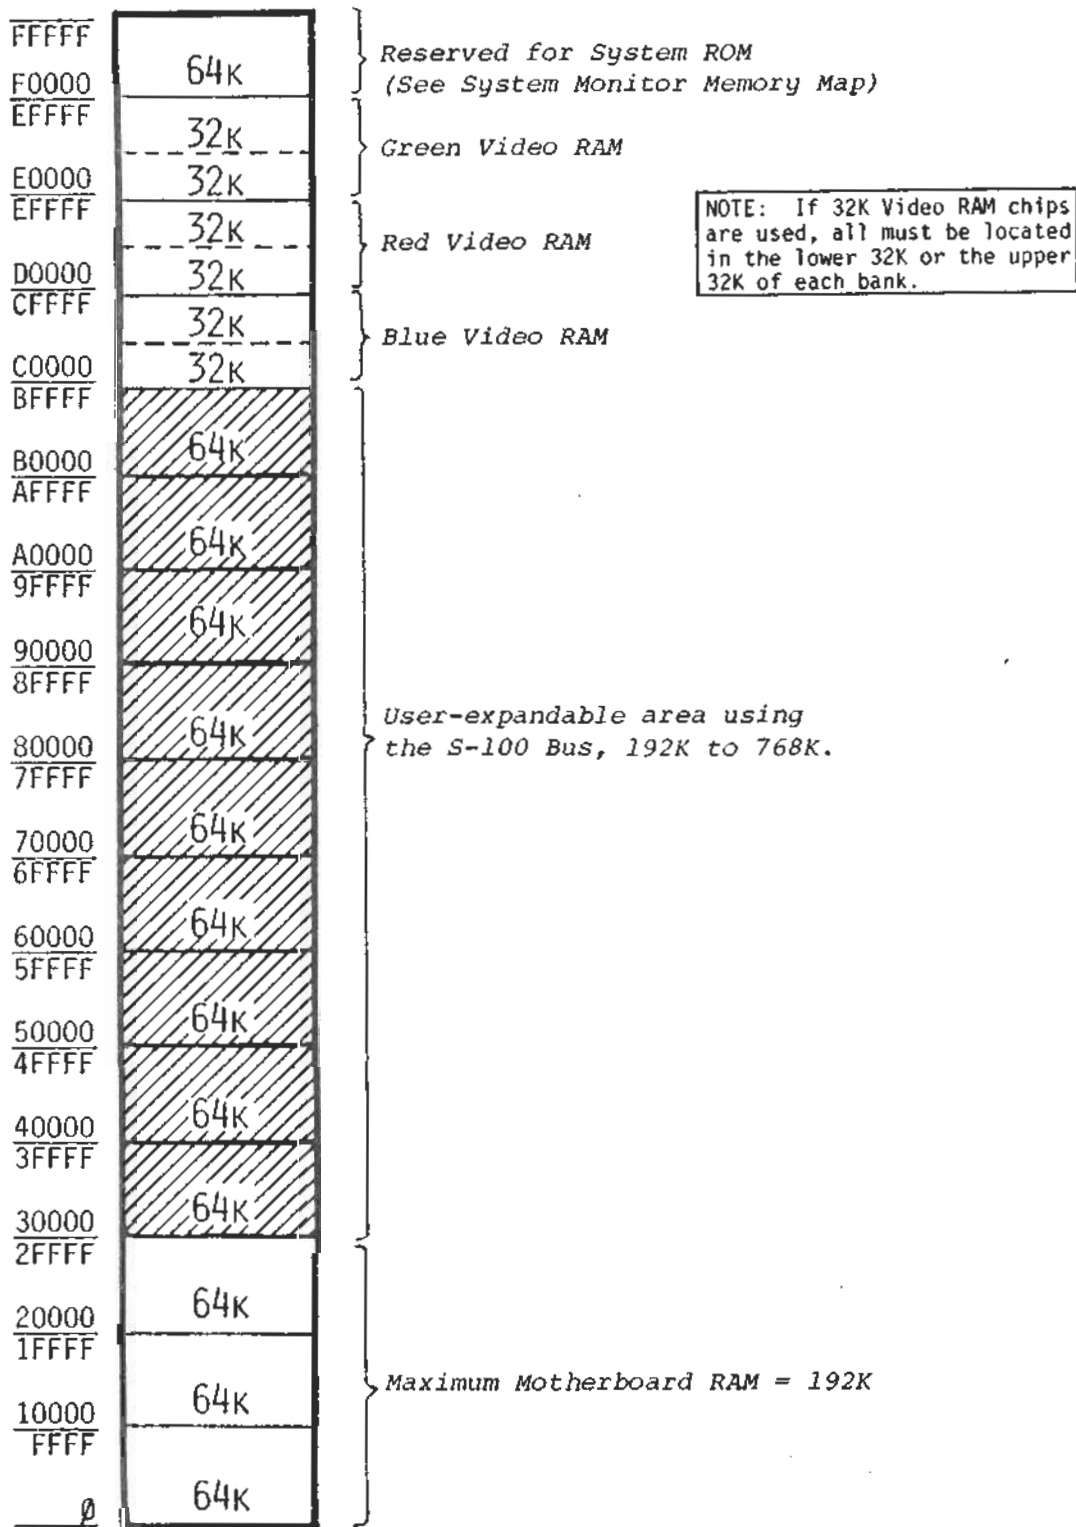 FFFFF
64K
Reserved for System ROM
(See System Monitor Memory Map)
F0000
EFFFF
32K
Green Video RAM
32K
E0000
EFFFF
32K
Red Video RAM
32K
D0000
CFFFF
NOTE: If 32K Video RAM chips
are used, all must be located
in the lower 32K or the upper
32K of each bank.
32K
Blue Video RAM
32K
C0000
BFFFF
64K
B0000
AFFFF
64K
A0000
9FFFF
64K
90000
8FFFF
64K
User-expandable area using
the S-100 Bus, 192K to 768K.
80000
7FFFF
64K
70000
6FFFF
64K
60000
5FFFF
64K
50000
4FFFF
64K
40000
3FFFF
64K
30000
2FFFF
64K
20000
1FFFF
Maximum Motherboard RAM = 192K
64K
10000
FFFF
64K
Ø